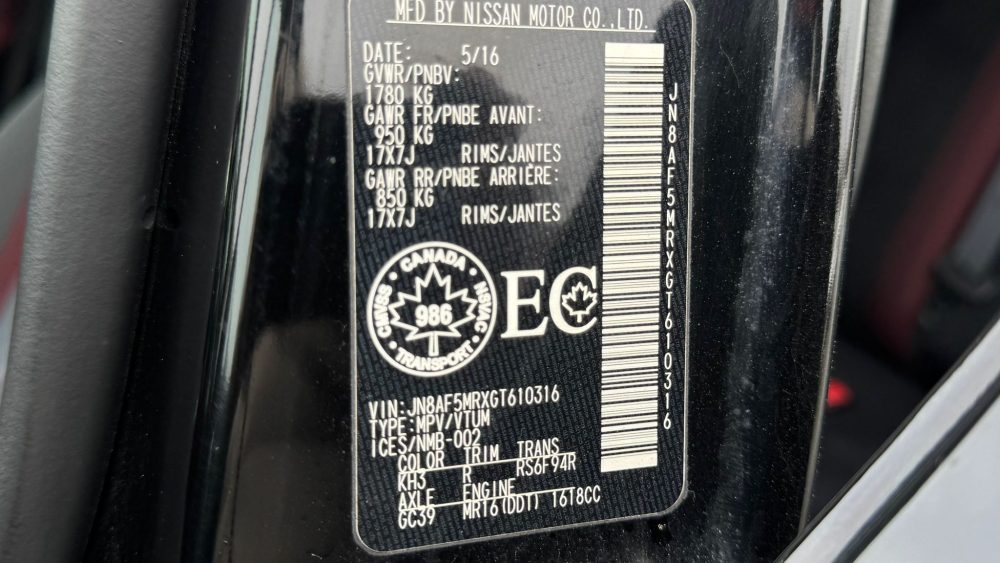 MFD BY NISSAN MOTOR CO.,LTD.
DATE: 5/16
GVWR/PNBV:
1780 KG
GAWR FR/PNBE AVANT:
950 KG
17X7J RIMS/JANTES
GAWR RR/PNBE ARRIÈRE:
850 KG
17X7J RIMS/JANTES
CANADA
CMVSS
NSVAC
986
TRANSPORT
EC
VIN:JN8AF5MRXGT610316
TYPE:MPV/VTUM
ICES/NMB-002
COLOR TRIM TRANS
KH3 R RS6F94R
AXLE ENGINE
GC39 MR16(DDT) 1618CC
JN8AF5MRXGT610316